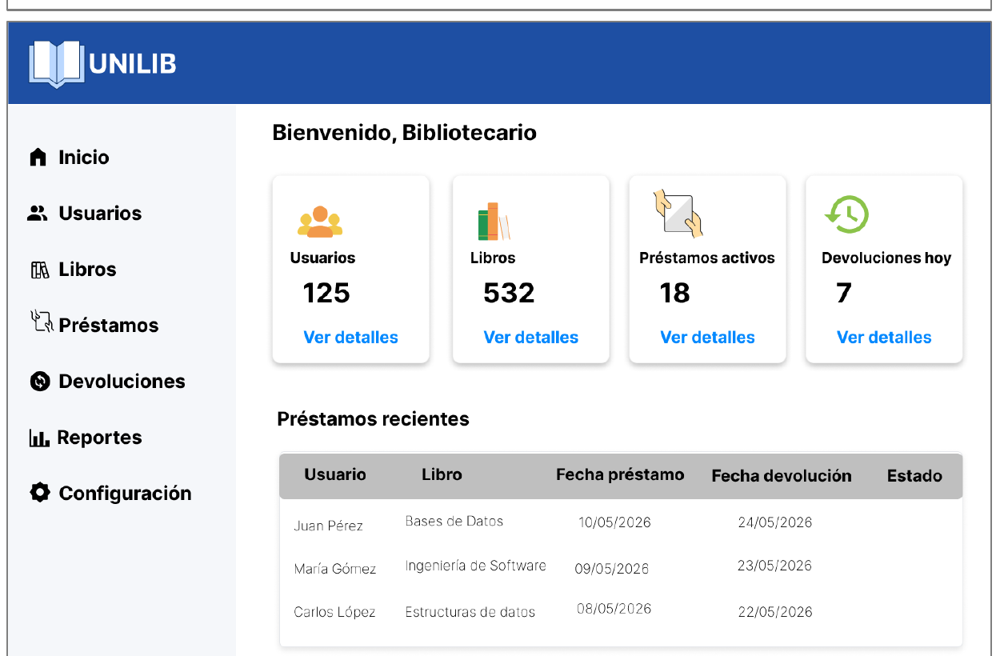 UNILIB
Bienvenido, Bibliotecario
Inicio
Usuarios
Libros
Préstamos
Devoluciones
Reportes
Configuración
Usuarios
125
Ver detalles
Libros
532
Ver detalles
Préstamos activos
18
Ver detalles
Devoluciones hoy
7
Ver detalles
Préstamos recientes
Usuario Libro Fecha préstamo Fecha devolución Estado
Juan Pérez Bases de Datos 10/05/2026 24/05/2026
María Gómez Ingeniería de Software 09/05/2026 23/05/2026
Carlos López Estructuras de datos 08/05/2026 22/05/2026